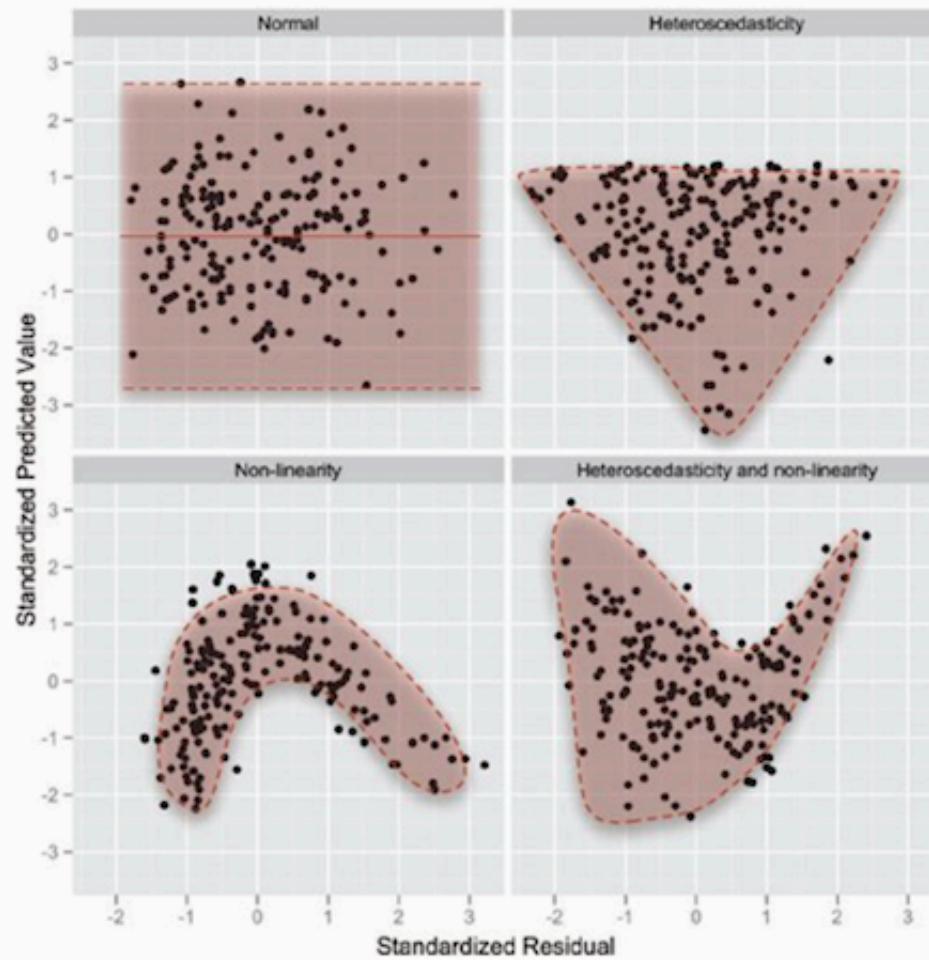 Normal
Heteroscedasticity
3
2
1
0
-1
-2
-3
Non-linearity
Heteroscedasticity and non-linearity
3
2
1
0
-1
-2
-3
-2 -1 0 1 2 3
-2 -1 0 1 2 3
Standardized Predicted Value
Standardized Residual